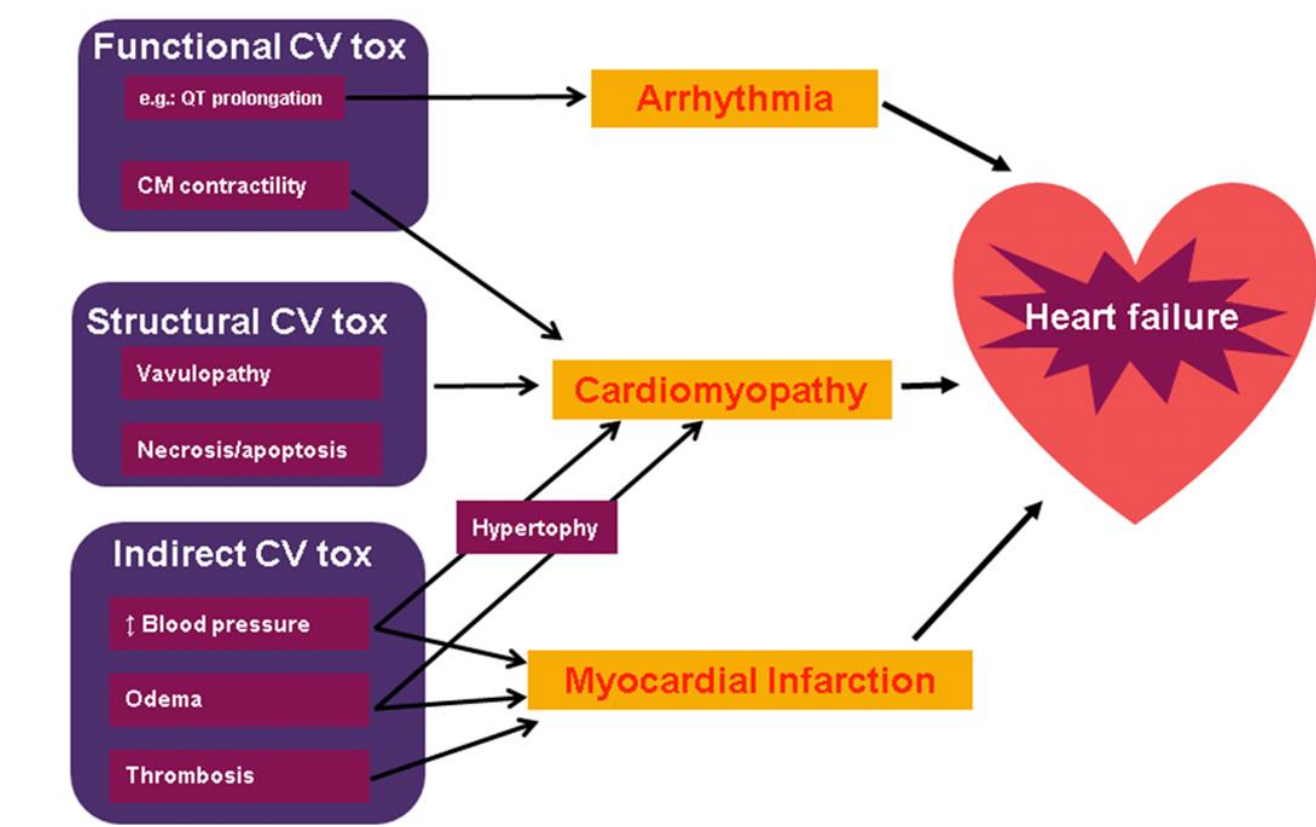 Functional CV tox
e.g.: QT prolongation
CM contractility
Arrhythmia
Structural CV tox
Vavulopathy
Necrosis/apoptosis
Cardiomyopathy
Heart failure
Hypertophy
Indirect CV tox
↕ Blood pressure
Odema
Thrombosis
Myocardial Infarction